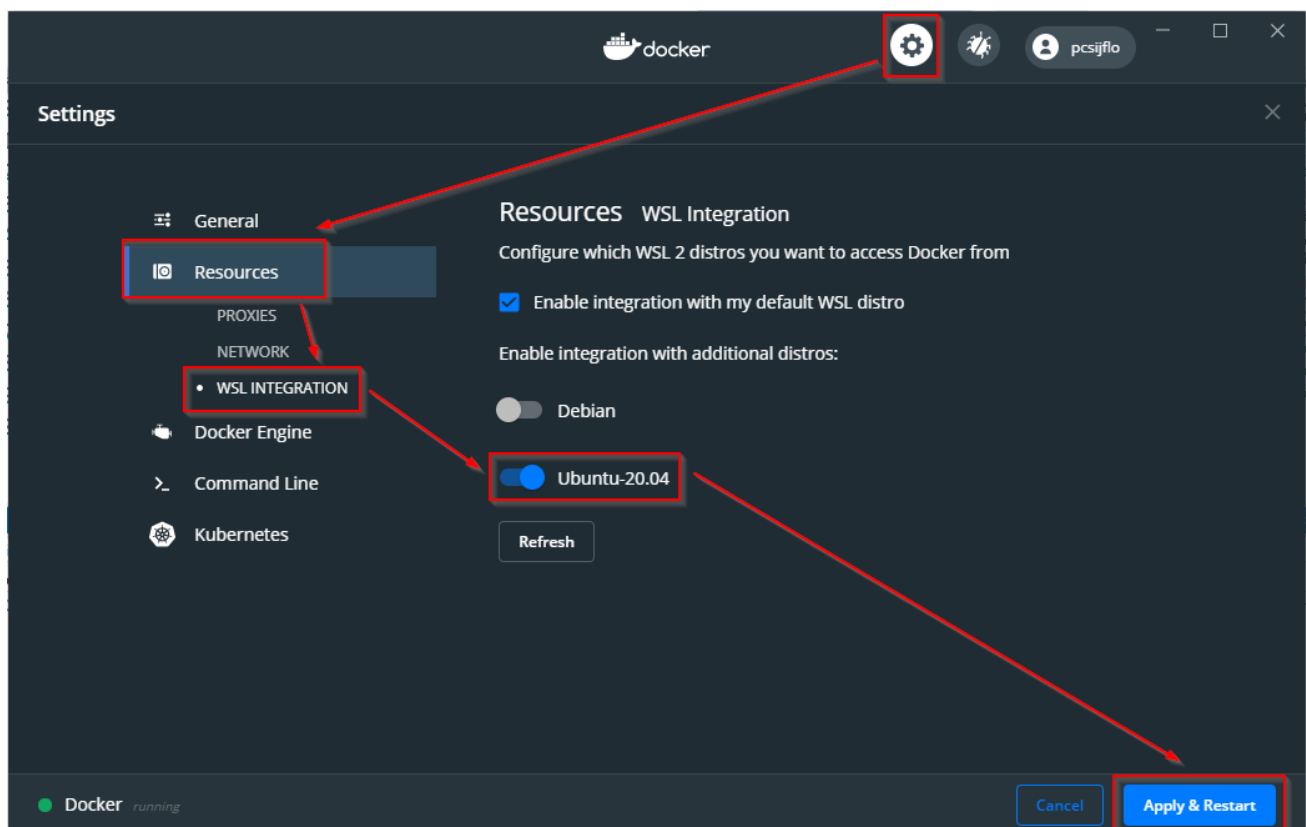 docker
pcsijflo
Settings
General
Resources
PROXIES
NETWORK
WSL INTEGRATION
Docker Engine
Command Line
Kubernetes
Resources WSL Integration
Configure which WSL 2 distros you want to access Docker from
Enable integration with my default WSL distro
Enable integration with additional distros:
Debian
Ubuntu-20.04
Refresh
Docker running
Cancel
Apply & Restart